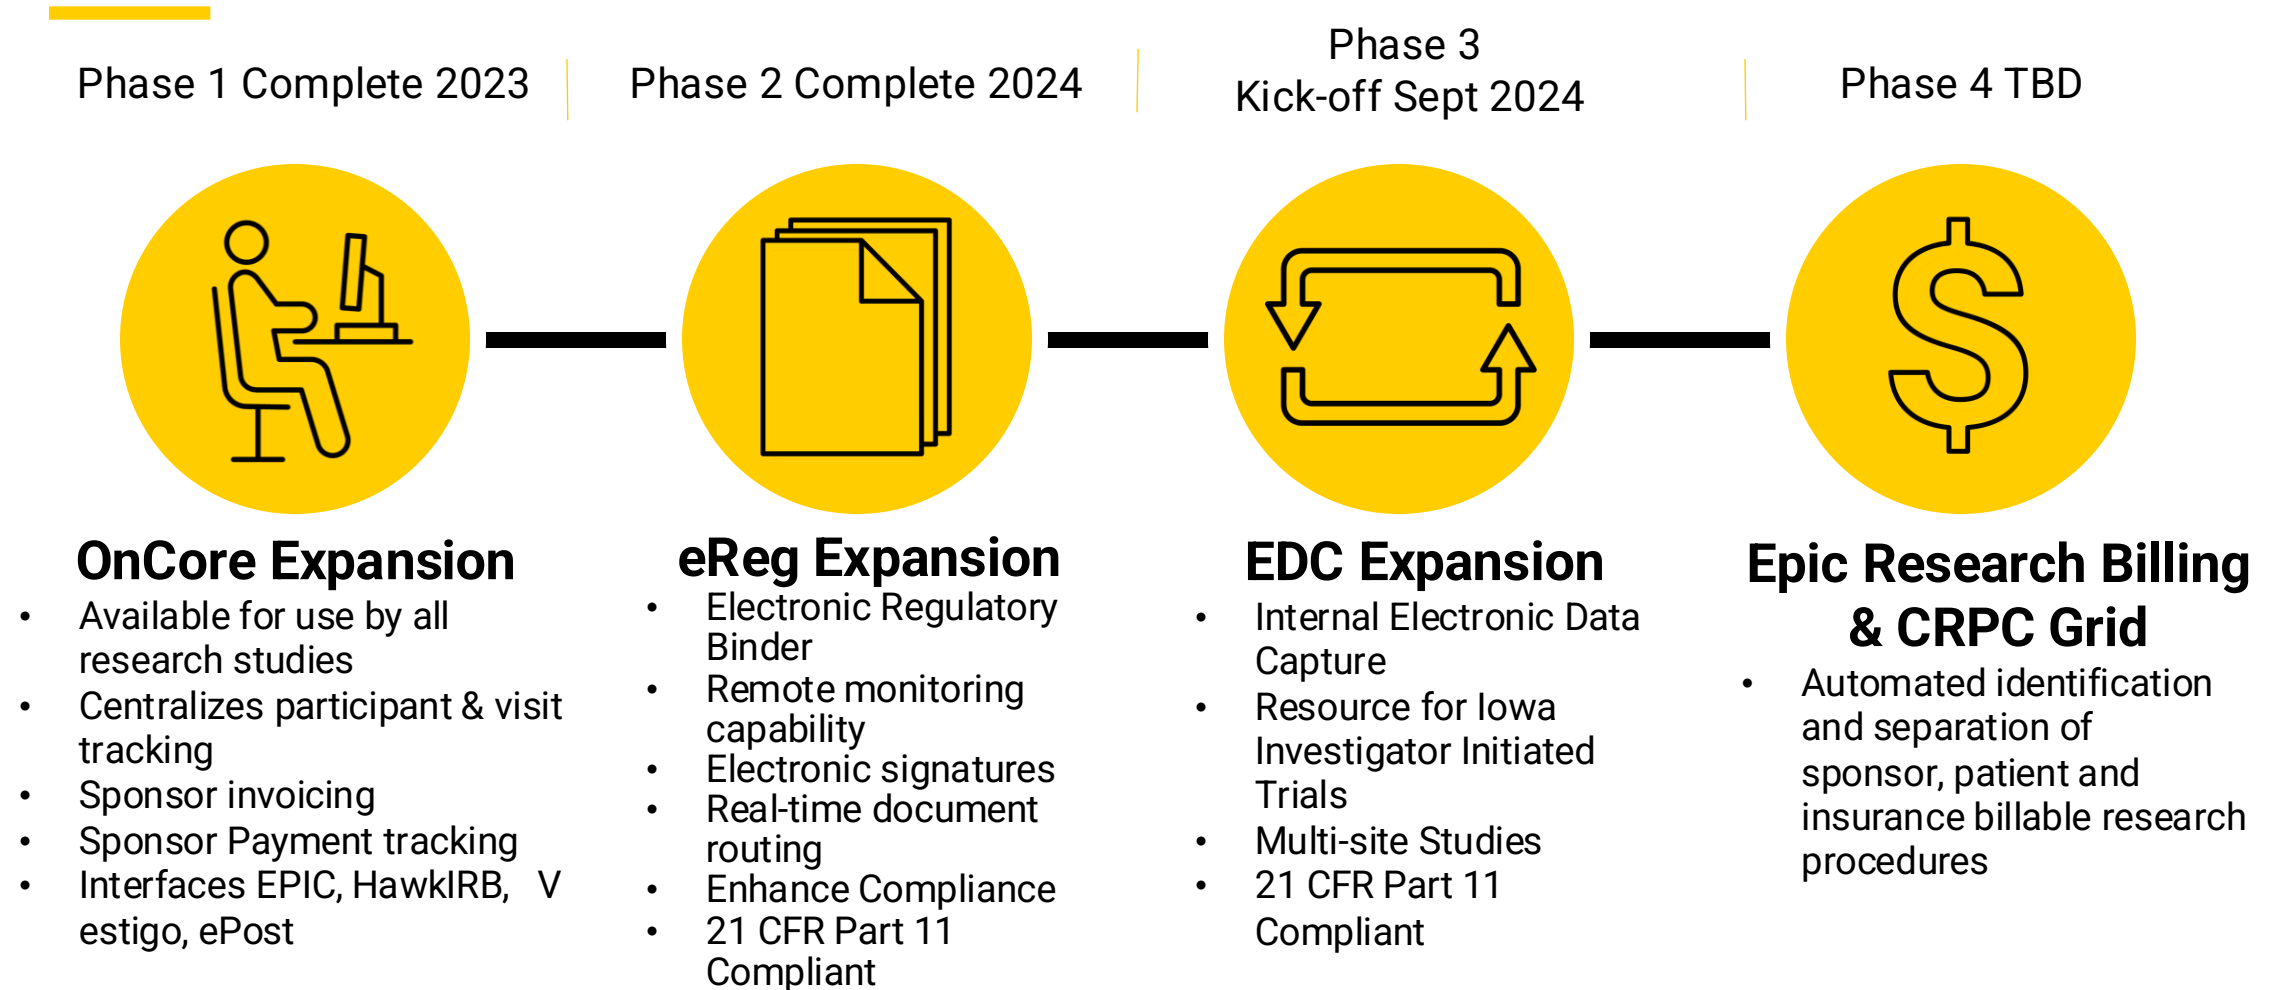 Phase 1 Complete 2023
Phase 2 Complete 2024
Phase 3
Kick-off Sept 2024
Phase 4 TBD
OnCore Expansion
• Available for use by all
research studies
• Centralizes participant & visit
tracking
• Sponsor invoicing
• Sponsor Payment tracking
• Interfaces EPIC, HawkIRB, V
estigo, ePost
eReg Expansion
• Electronic Regulatory
Binder
• Remote monitoring
capability
• Electronic signatures
• Real-time document
routing
• Enhance Compliance
• 21 CFR Part 11
Compliant
EDC Expansion
• Internal Electronic Data
Capture
• Resource for Iowa
Investigator Initiated
Trials
• Multi-site Studies
• 21 CFR Part 11
Compliant
Epic Research Billing
& CRPC Grid
• Automated identification
and separation of
sponsor, patient and
insurance billable research
procedures